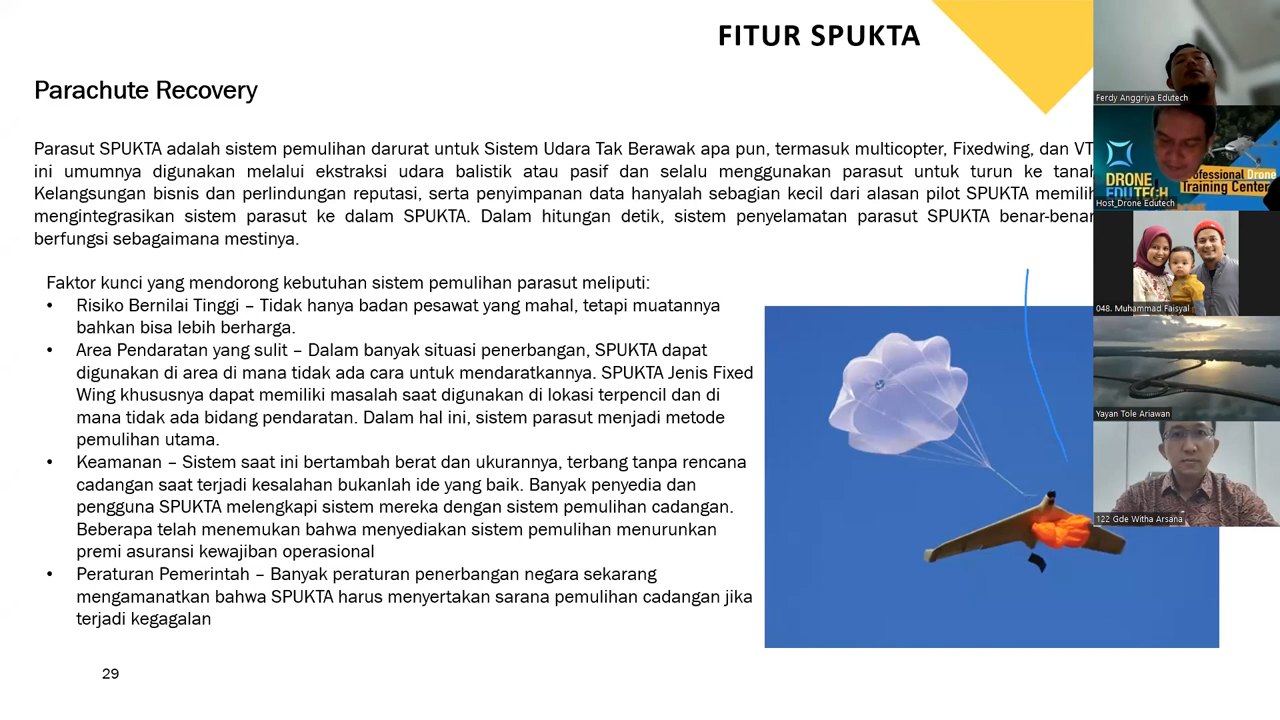 FITUR SPUKTA
Parachute Recovery
Parasut SPUKTA adalah sistem pemulihan darurat untuk Sistem Udara Tak Berawak apa pun, termasuk multicopter, Fixedwing, dan VT
ini umumnya digunakan melalui ekstraksi udara balistik atau pasif dan selalu menggunakan parasut untuk turun ke tanah
Kelangsungan bisnis dan perlindungan reputasi, serta penyimpanan data hanyalah sebagian kecil dari alasan pilot SPUKTA memilih
mengintegrasikan sistem parasut ke dalam SPUKTA. Dalam hitungan detik, sistem penyelamatan parasut SPUKTA benar-benar
berfungsi sebagaimana mestinya.
Faktor kunci yang mendorong kebutuhan sistem pemulihan parasut meliputi:
• Risiko Bernilai Tinggi – Tidak hanya badan pesawat yang mahal, tetapi muatannya
bahkan bisa lebih berharga.
• Area Pendaratan yang sulit – Dalam banyak situasi penerbangan, SPUKTA dapat
digunakan di area di mana tidak ada cara untuk mendaratkannya. SPUKTA Jenis Fixed
Wing khususnya dapat memiliki masalah saat digunakan di lokasi terpencil dan di
mana tidak ada bidang pendaratan. Dalam hal ini, sistem parasut menjadi metode
pemulihan utama.
• Keamanan – Sistem saat ini bertambah berat dan ukurannya, terbang tanpa rencana
cadangan saat terjadi kesalahan bukanlah ide yang baik. Banyak penyedia dan
pengguna SPUKTA melengkapi sistem mereka dengan sistem pemulihan cadangan.
Beberapa telah menemukan bahwa menyediakan sistem pemulihan menurunkan
premi asuransi kewajiban operasional
• Peraturan Pemerintah – Banyak peraturan penerbangan negara sekarang
mengamanatkan bahwa SPUKTA harus menyertakan sarana pemulihan cadangan jika
terjadi kegagalan
29
Ferdy Anggriya Edutech
DRONE
EDUTECH
Professional Drone
Training Center
Host_Drone Edutech
048. Muhammad Faisyal
Yayan Tole Ariawan
122 Gde Witha Arsana